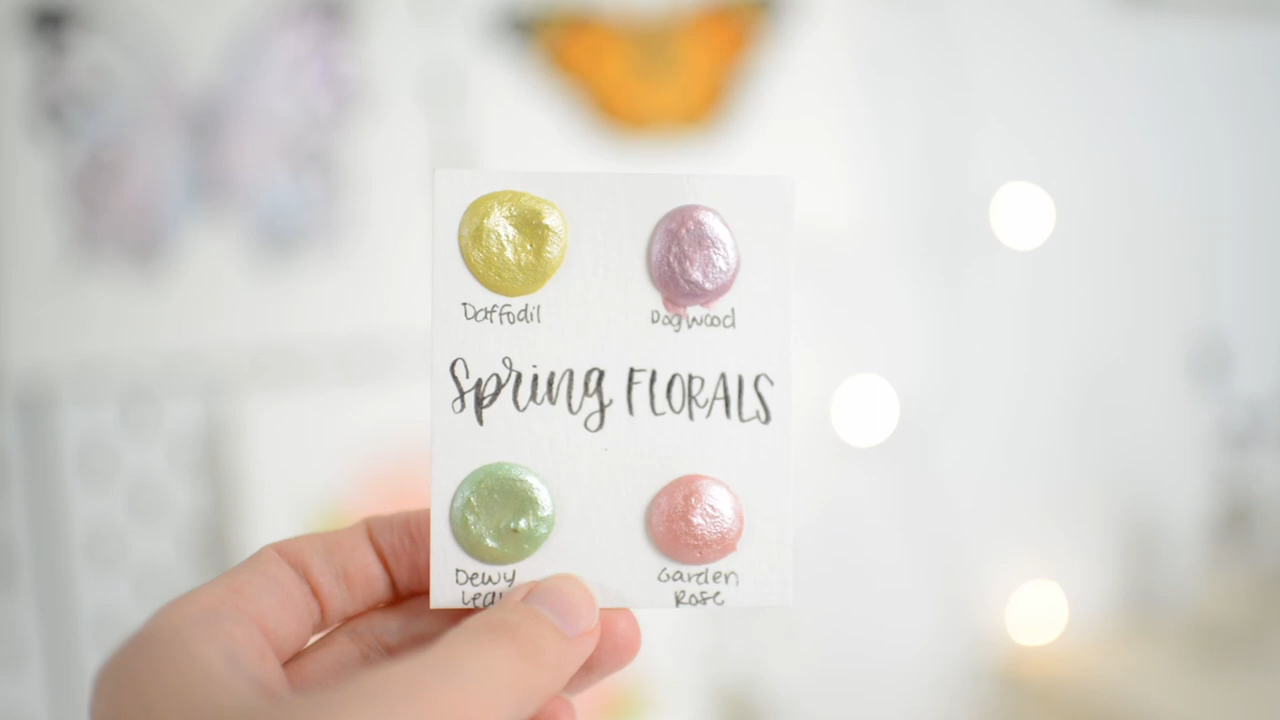 Daffodil
Dogwood
Spring FLORALS
Dewy
Garden
Rose